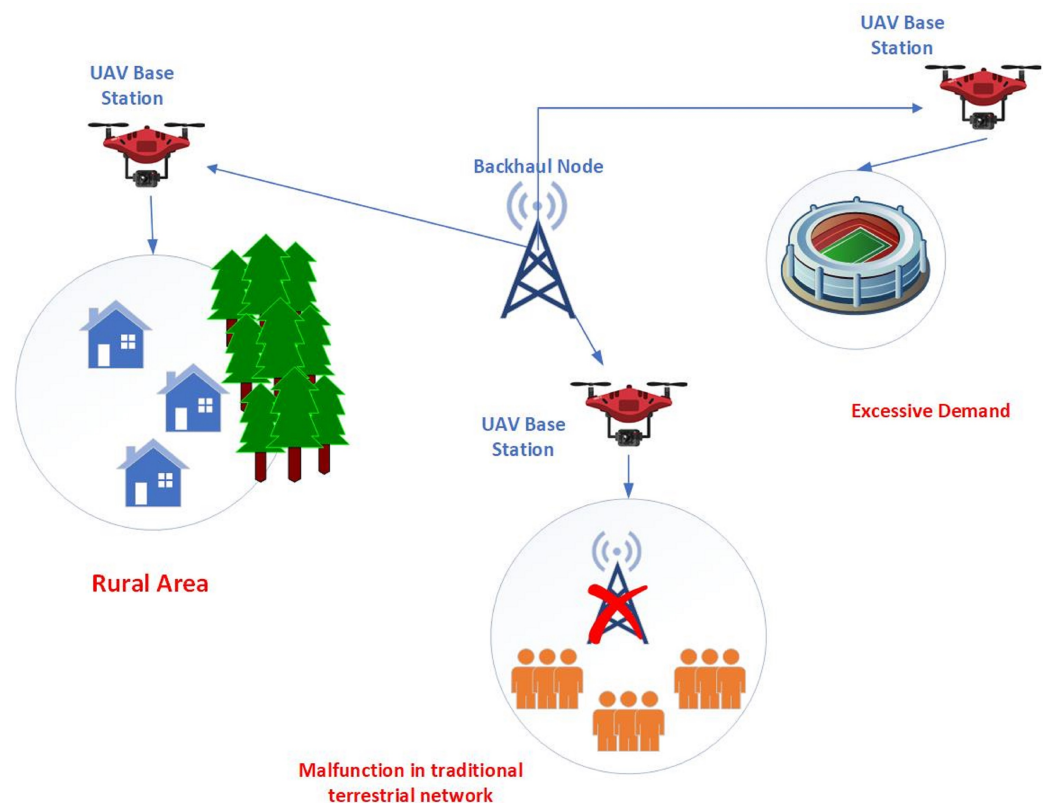 UAV Base
Station
UAV Base
Station
Backhaul Node
UAV Base
Station
Excessive Demand
Rural Area
Malfunction in traditional
terrestrial network